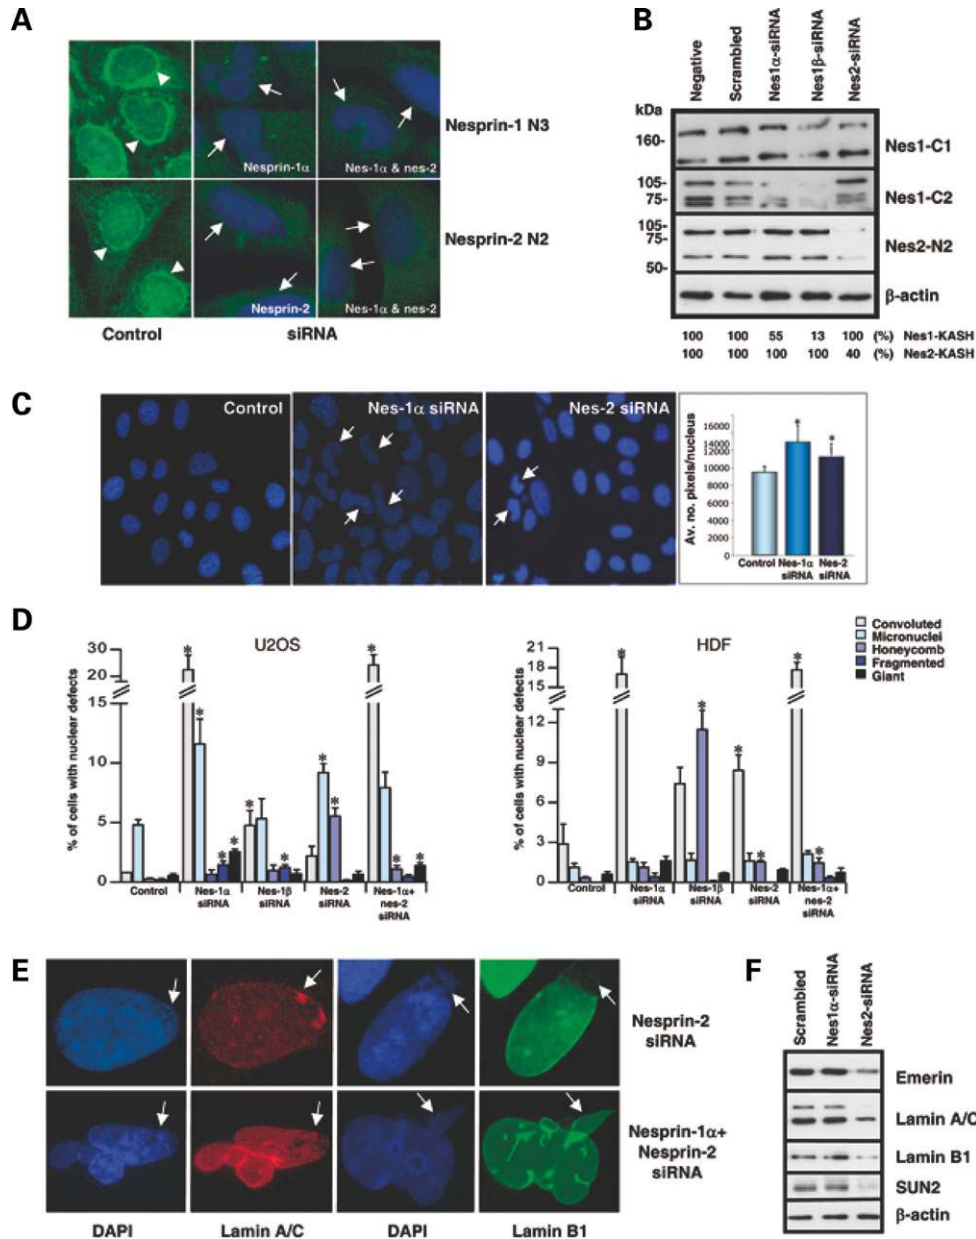 A
Nesprin-1 N3
Nesprin-1α
Nes-1α & nes-2
Nesprin-2 N2
Nesprin-2
Nes-1α & nes-2
Control
siRNA
B
Negative
Scrambled
Nes1α-siRNA
Nes1β-siRNA
Nes2-siRNA
kDa
160-
Nes1-C1
105-
75-
Nes1-C2
105-
75-
50-
Nes2-N2
β-actin
100 100 55 13 100 (%) Nes1-KASH
100 100 100 100 40 (%) Nes2-KASH
C
Control
Nes-1α siRNA
Nes-2 siRNA
Av. no. pixels/nucleus
16000
12000
10000
8000
6000
4000
2000
0
Control Nes-1α siRNA Nes-2 siRNA
* *
D
U2OS
% of cells with nuclear defects
30
20
15
10
5
0
* * * * * * * * * * * *
Control
Nes-1α siRNA
Nes-1β siRNA
Nes-2 siRNA
Nes-1α+ nes-2 siRNA
HDF
% of cells with nuclear defects
21
18
15
12
9
6
3
0
* * * * * *
Control
Nes-1α siRNA
Nes-1β siRNA
Nes-2 siRNA
Nes-1α+ nes-2 siRNA
Convoluted
Micronuclei
Honeycomb
Fragmented
Giant
E
Nesprin-2
siRNA
Nesprin-1α+
Nesprin-2
siRNA
DAPI
Lamin A/C
DAPI
Lamin B1
F
Scrambled
Nes1α-siRNA
Nes2-siRNA
Emerin
Lamin A/C
Lamin B1
SUN2
β-actin